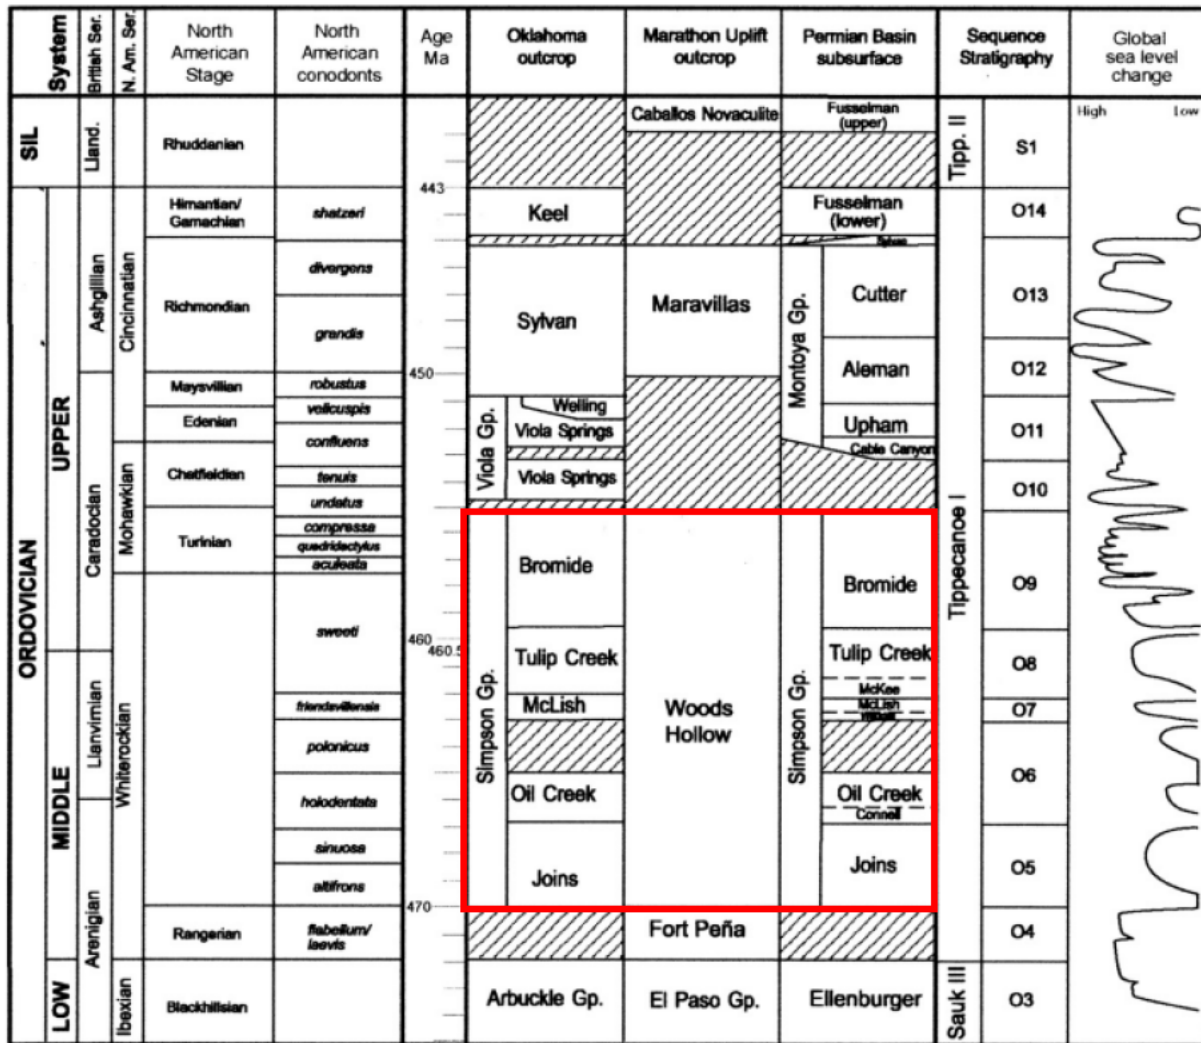 System
British Ser.
N. Am. Ser.
North
American
Stage
North
American
conodonts
Age
Ma
Oklahoma
outcrop
Marathon Uplift
outcrop
Permian Basin
subsurface
Sequence
Stratigraphy
Global
sea level
change
SIL
Lland.
Rhuddanian
Caballos Novaculite
Fusselman
(upper)
Tipp. II
S1
High
Low
443
ORDOVICIAN
UPPER
Ashgillian
Cincinnatian
Hirnantian/
Gamachian
shatzeri
Keel
Fusselman
(lower)
O14
Sylvan
Richmondian
divergens
grandis
Sylvan
Maravillas
Montoya Gp.
Cutter
O13
Aleman
O12
450
Maysvillian
robustus
Edenian
velicuspis
Caradocian
Mohawkian
confluens
Viola Gp.
Welling
Viola Springs
Upham
Cable Canyon
O11
Chatfieldian
tenuis
Viola Springs
O10
undatus
Turinian
compressa
quadridactylus
aculeata
Simpson Gp.
Bromide
Woods
Hollow
Simpson Gp.
Bromide
Tippecanoe I
O9
Whiterockian
sweeti
460
460.5
MIDDLE
Llanvirnian
Tulip Creek
Tulip Creek
McKee
O8
friendsvillensis
McLish
McLish
O7
polonicus
O6
Arenigian
holodentata
Oil Creek
Oil Creek
Connell
sinuosa
Joins
Joins
O5
altifrons
470
Rangerian
flabellum/
laevis
Fort Peña
O4
LOW
Ibexian
Blackhillsian
Arbuckle Gp.
El Paso Gp.
Ellenburger
Sauk III
O3